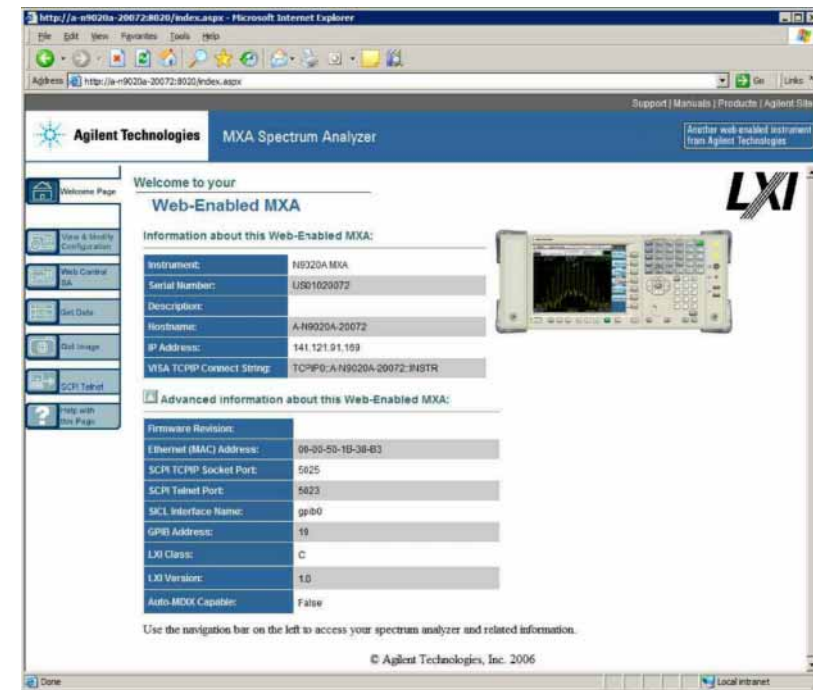 http://a-n9020a-20072:8020/index.aspx - Microsoft Internet Explorer
File Edit View Favorites Tools Help
Address http://a-n9020a-20072:8020/index.aspx Go Links
Support | Manuals | Products | Agilent Site
Agilent Technologies MXA Spectrum Analyzer
Another web-enabled instrument
from Agilent Technologies
Welcome Page
View & Modify
Configuration
Web Control
SA
Get Data
Get Image
SCPI Telnet
Help with
this Page
Welcome to your
Web-Enabled MXA
LXI
Information about this Web-Enabled MXA:
Instrument: N9020A MXA
Serial Number: US01020072
Description:
Hostname: A-N9020A-20072
IP Address: 141.121.91.169
VISA TCPIP Connect String: TCPIP0::A-N9020A-20072::INSTR
Advanced information about this Web-Enabled MXA:
Firmware Revision:
Ethernet (MAC) Address: 00-00-50-1B-38-B3
SCPI TCPIP Socket Port: 5025
SCPI Telnet Port: 5023
SICL Interface Name: gpib0
GPIB Address: 19
LXI Class: C
LXI Version: 1.0
Auto-MDIX Capable: False
Use the navigation bar on the left to access your spectrum analyzer and related information.
© Agilent Technologies, Inc. 2006
Done
Local intranet